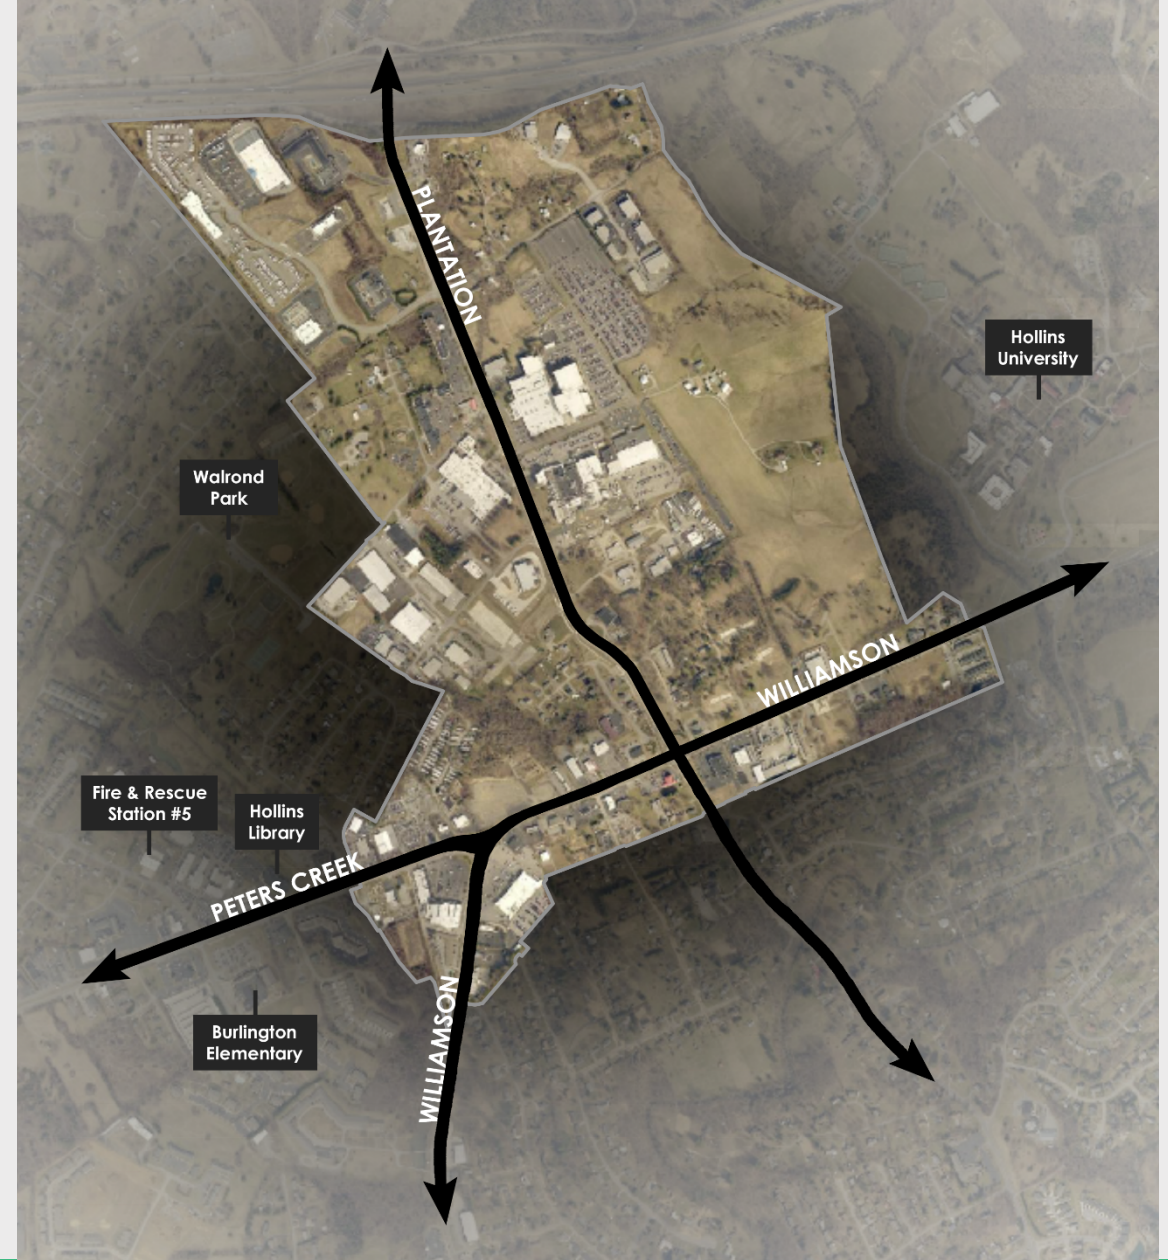 PLANTATION
Hollins
University
Walrond
Park
WILLIAMSON
Fire & Rescue
Station #5
Hollins
Library
PETERS CREEK
WILLIAMSON
Burlington
Elementary